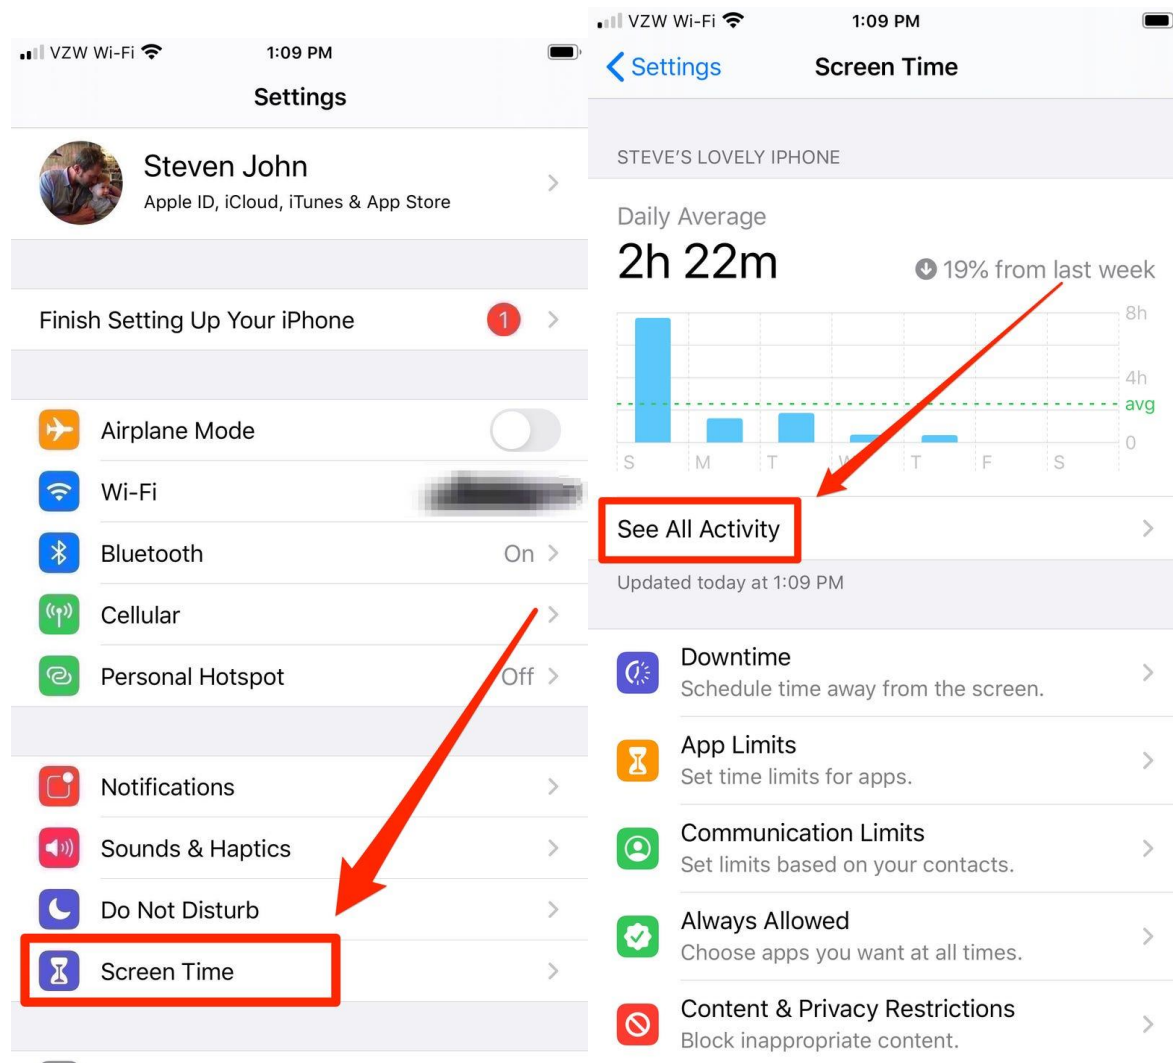 VZW Wi-Fi 1:09 PM
Settings
Steven John
Apple ID, iCloud, iTunes & App Store
Finish Setting Up Your iPhone 1
Airplane Mode
Wi-Fi
Bluetooth On
Cellular
Personal Hotspot Off
Notifications
Sounds & Haptics
Do Not Disturb
Screen Time
VZW Wi-Fi 1:09 PM
Settings Screen Time
STEVE'S LOVELY IPHONE
Daily Average
2h 22m 19% from last week
8h
4h
avg
0
S M T W T F S
See All Activity
Updated today at 1:09 PM
Downtime
Schedule time away from the screen.
App Limits
Set time limits for apps.
Communication Limits
Set limits based on your contacts.
Always Allowed
Choose apps you want at all times.
Content & Privacy Restrictions
Block inappropriate content.